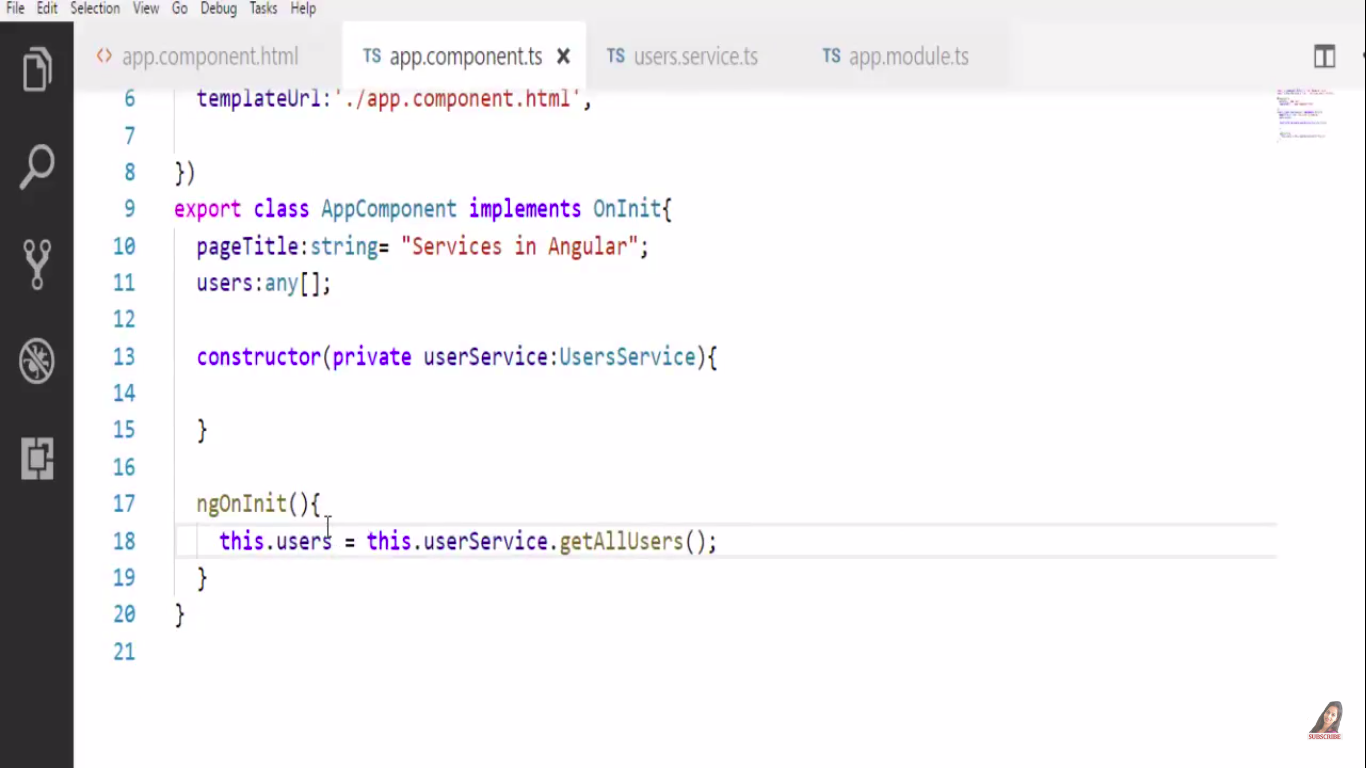 File Edit Selection View Go Debug Tasks Help
<> app.component.html TS app.component.ts TS users.service.ts TS app.module.ts
6 templateUrl:'./app.component.html',
7
8 })
9 export class AppComponent implements OnInit{
10 pageTitle:string= "Services in Angular";
11 users:any[];
12
13 constructor(private userService:UsersService){
14
15 }
16
17 ngOnInit(){
18 this.users = this.userService.getAllUsers();
19 }
20 }
21
SUBSCRIBE